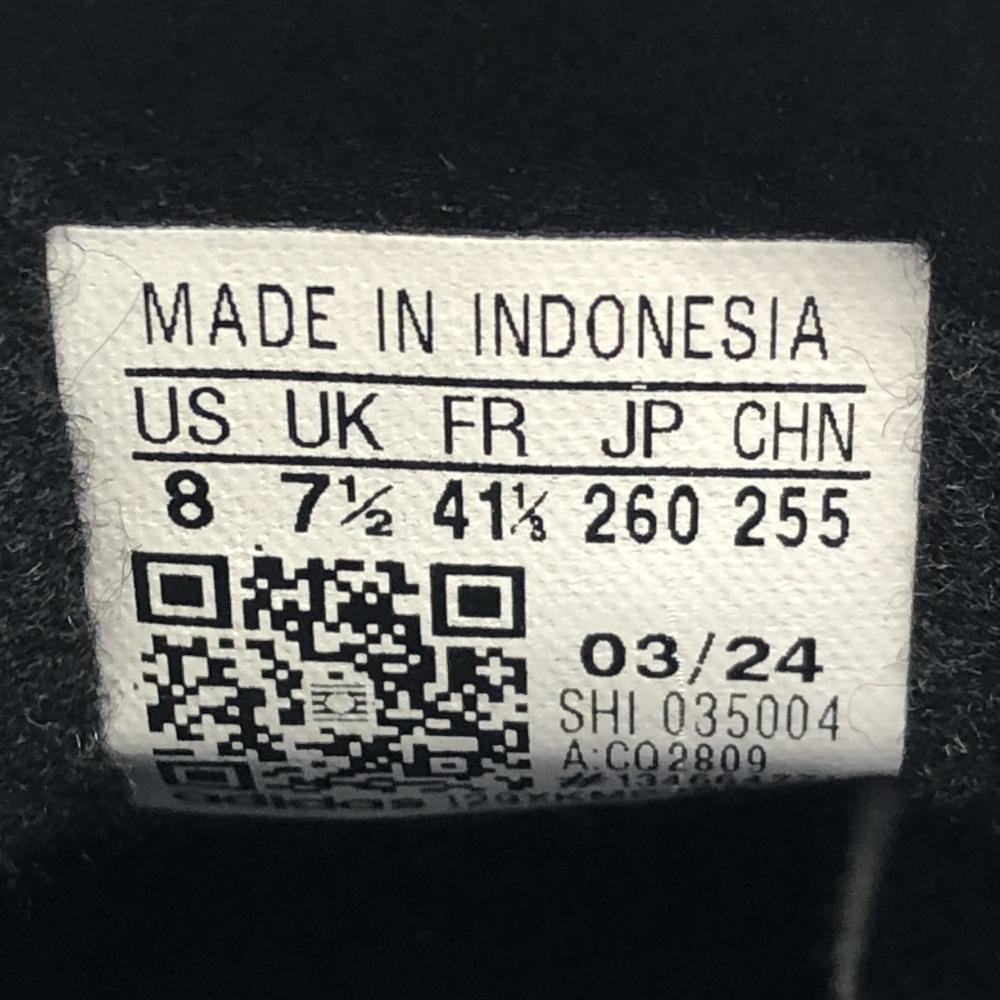 MADE IN INDONESIA
US UK FR JP CHN
8 7½ 41⅓ 260 255
03/24
SHI 035004
A:CQ2809
adidas